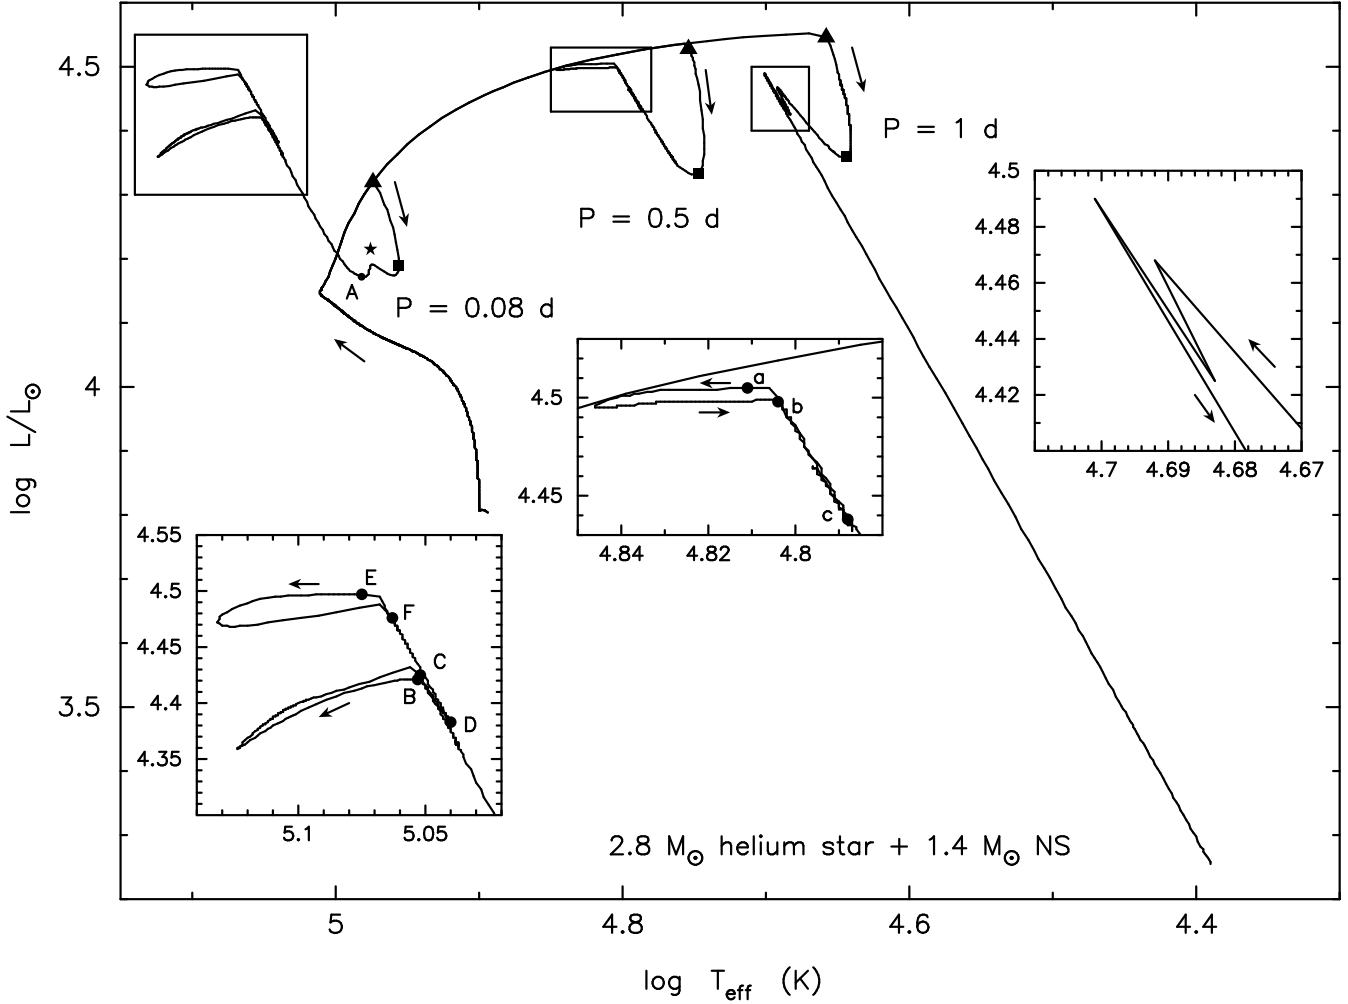 4.5
4
3.5
log L/L⊙
5
4.8
4.6
4.4
log Teff (K)
P = 1 d
P = 0.5 d
P = 0.08 d
A
2.8 M⊙ helium star + 1.4 M⊙ NS
4.5
4.48
4.46
4.44
4.42
4.7
4.69
4.68
4.67
a
b
c
4.5
4.45
4.84
4.82
4.8
4.55
4.5
4.45
4.4
4.35
E
F
C
B
D
5.1
5.05